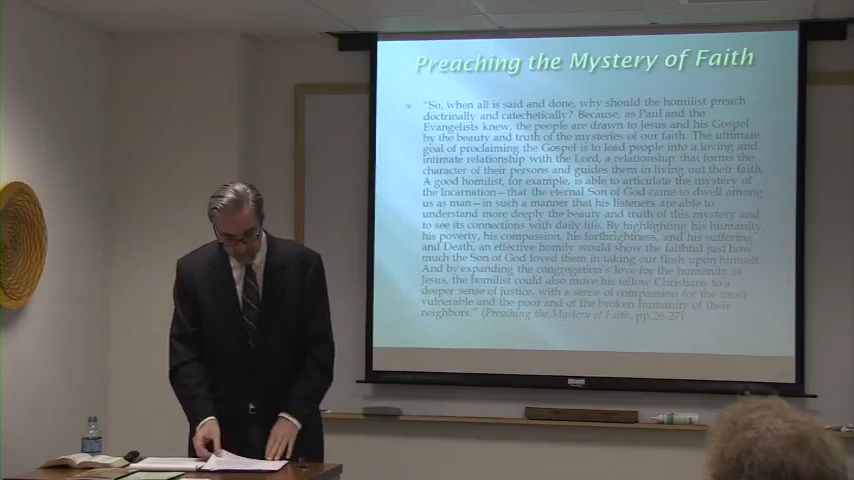 Preaching the Mystery of Faith
"So, when all is said and done, why should the homilist preach
doctrinally and catechetically? Because, as Paul and the
Evangelists knew, the people are drawn to Jesus and his Gospel
by the beauty and truth of the mysteries of our faith. The ultimate
goal of proclaiming the Gospel is to lead people into a loving and
intimate relationship with the Lord, a relationship that forms the
character of their persons and guides them in living out their faith.
A good homilist, for example, is able to articulate the mystery of
the Incarnation—that the eternal Son of God came to dwell among
us as man—in such a manner that his listeners are able to
understand more deeply the beauty and truth of this mystery and
to see its connections with daily life. By highlighting his humanity,
his poverty, his compassion, his forthrightness, and his suffering
and Death, an effective homily would show the faithful just how
much the Son of God loved them in taking our flesh upon himself.
And by expanding the congregation's love for the humanity of
Jesus, the homilist could also move his fellow Christians to a
deeper sense of justice, with a sense of compassion for the most
vulnerable and the poor and of the broken humanity of their
neighbors." (Preaching the Mystery of Faith, pp.26-27)